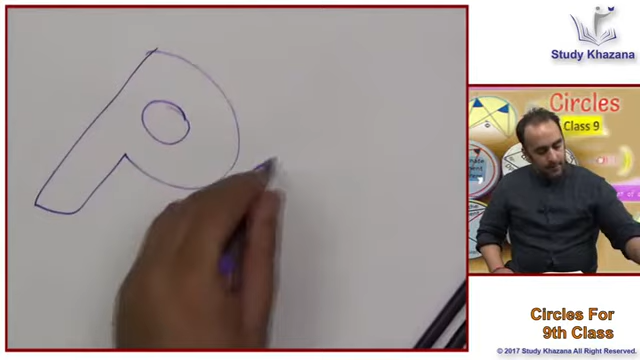 P
Study Khazana
Circles
Class 9
Circles For
9th Class
© 2017 Study Khazana All Right Reserved.